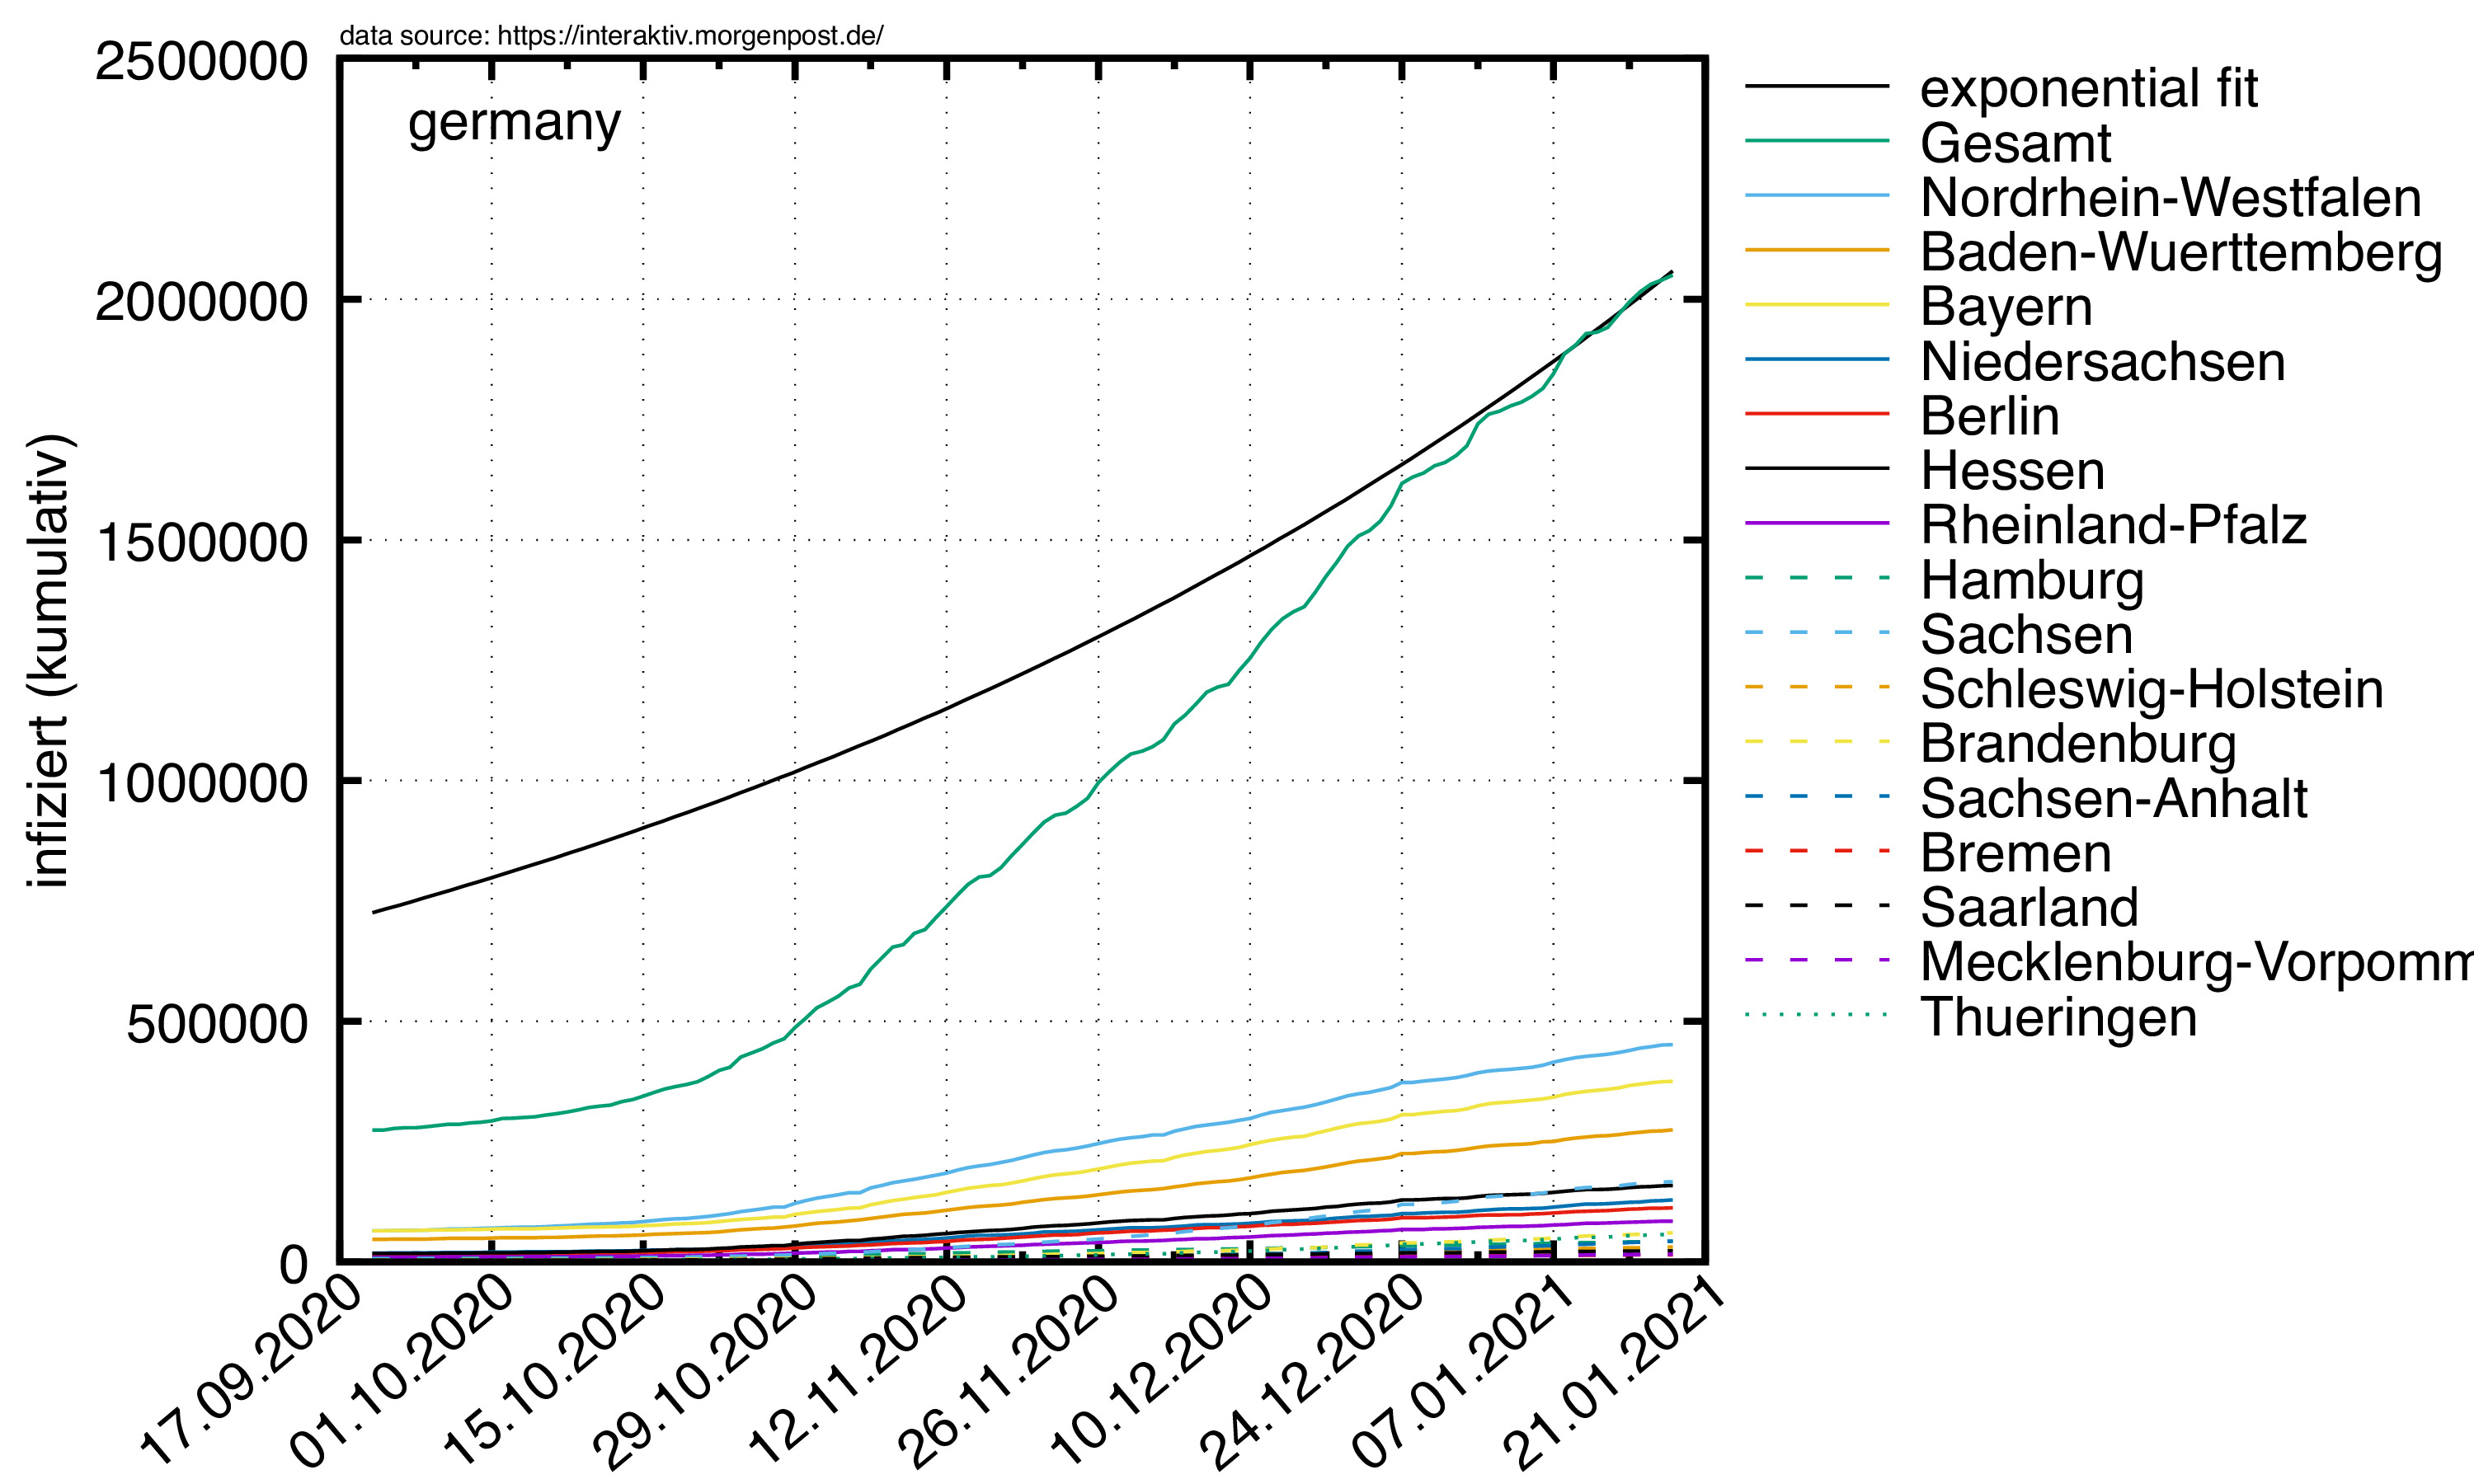 data source: https://interaktiv.morgenpost.de/
germany
infiziert (kumulativ)
2500000
2000000
1500000
1000000
500000
0
17.09.2020
01.10.2020
15.10.2020
29.10.2020
12.11.2020
26.11.2020
10.12.2020
24.12.2020
07.01.2021
21.01.2021
exponential fit
Gesamt
Nordrhein-Westfalen
Baden-Wuerttemberg
Bayern
Niedersachsen
Berlin
Hessen
Rheinland-Pfalz
Hamburg
Sachsen
Schleswig-Holstein
Brandenburg
Sachsen-Anhalt
Bremen
Saarland
Mecklenburg-Vorpomm
Thueringen